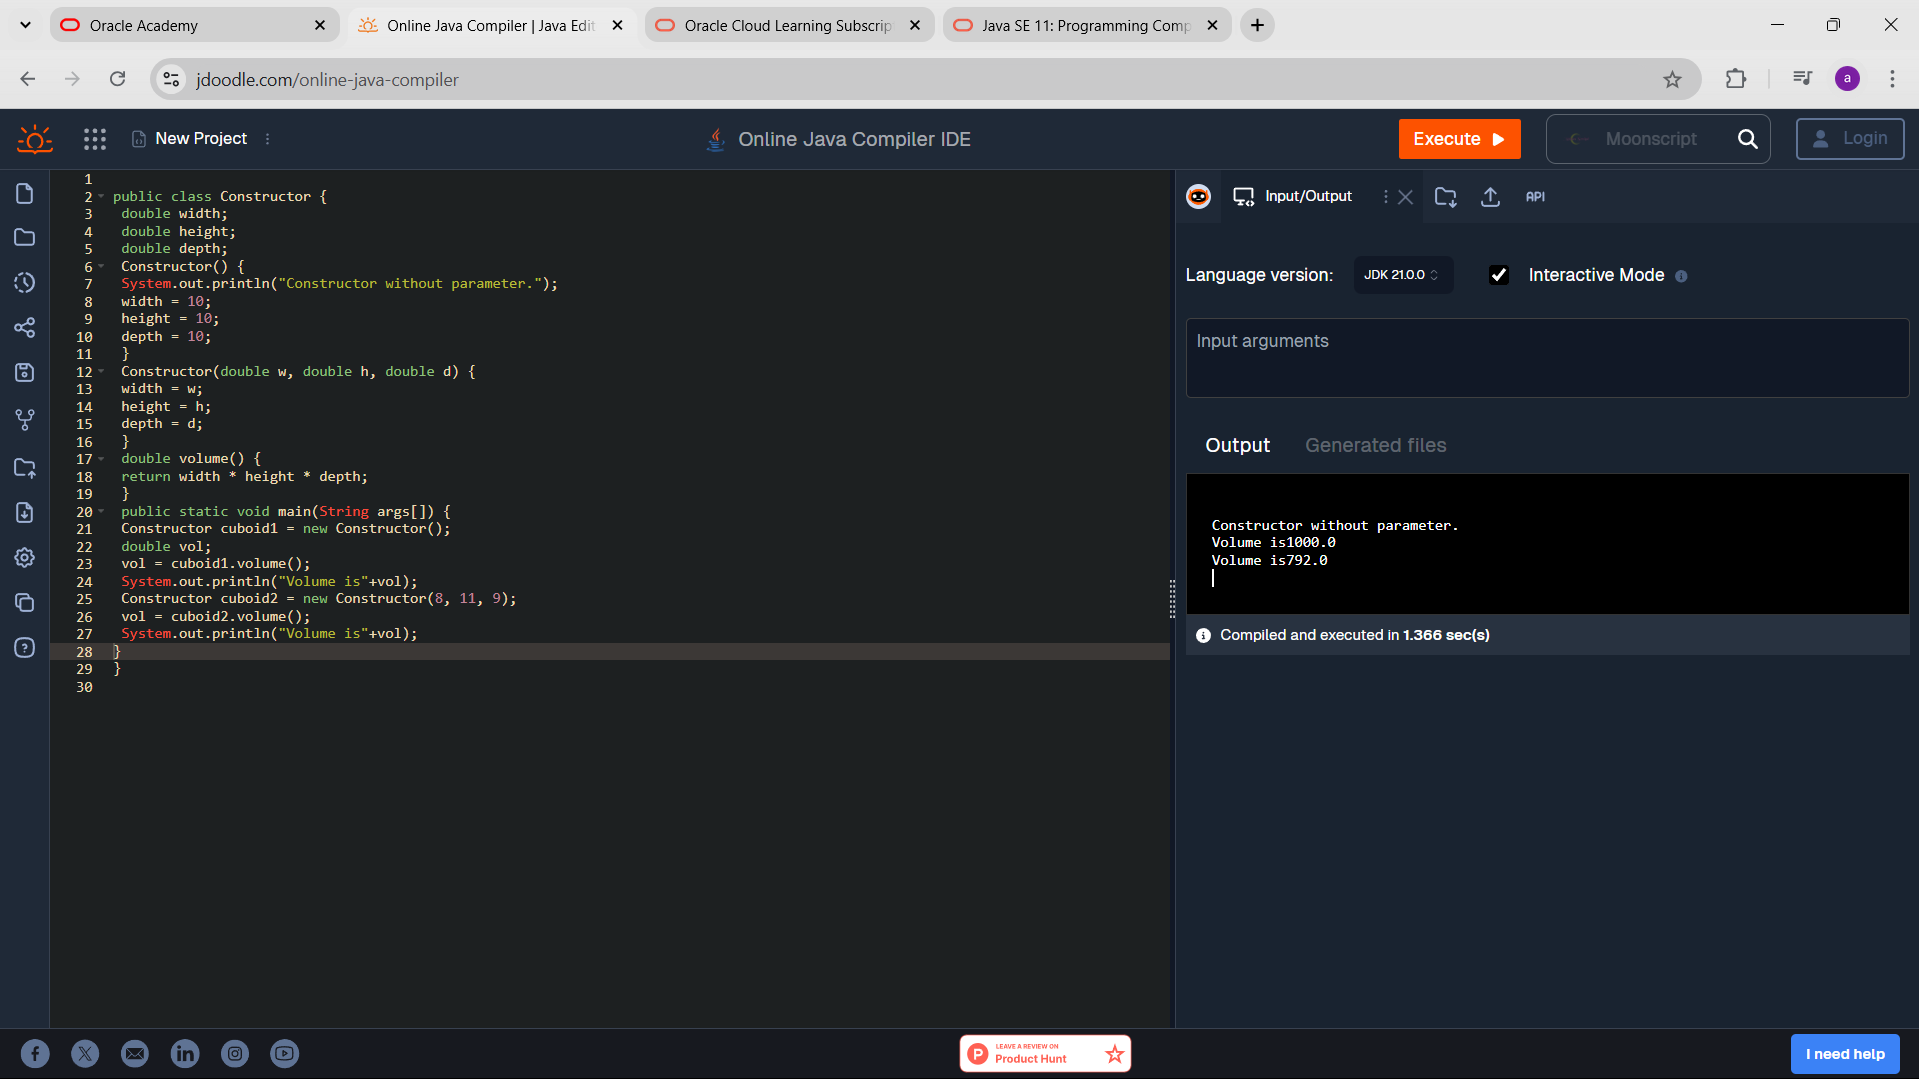 Oracle Academy
Online Java Compiler | Java Edit
Oracle Cloud Learning Subscrip
Java SE 11: Programming Comp
jdoodle.com/online-java-compiler
a
New Project
Online Java Compiler IDE
Execute
Moonscript
Login
1
2 public class Constructor {
3 double width;
4 double height;
5 double depth;
6 Constructor() {
7 System.out.println("Constructor without parameter.");
8 width = 10;
9 height = 10;
10 depth = 10;
11 }
12 Constructor(double w, double h, double d) {
13 width = w;
14 height = h;
15 depth = d;
16 }
17 double volume() {
18 return width * height * depth;
19 }
20 public static void main(String args[]) {
21 Constructor cuboid1 = new Constructor();
22 double vol;
23 vol = cuboid1.volume();
24 System.out.println("Volume is"+vol);
25 Constructor cuboid2 = new Constructor(8, 11, 9);
26 vol = cuboid2.volume();
27 System.out.println("Volume is"+vol);
28 }
29 }
30
Input/Output
API
Language version:
JDK 21.0.0
Interactive Mode
Input arguments
Output
Generated files
Constructor without parameter.
Volume is1000.0
Volume is792.0
Compiled and executed in 1.366 sec(s)
P
LEAVE A REVIEW ON
Product Hunt
I need help